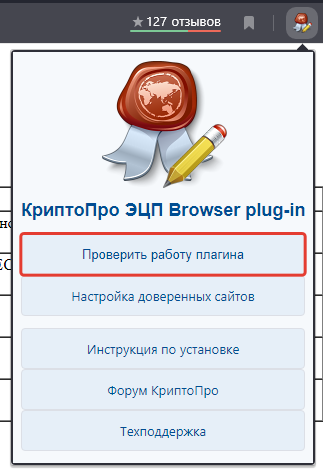 ★127 отзывов
КриптоПро ЭЦП Browser plug-in
Проверить работу плагина
Настройка доверенных сайтов
Инструкция по установке
Форум КриптоПро
Техподдержка